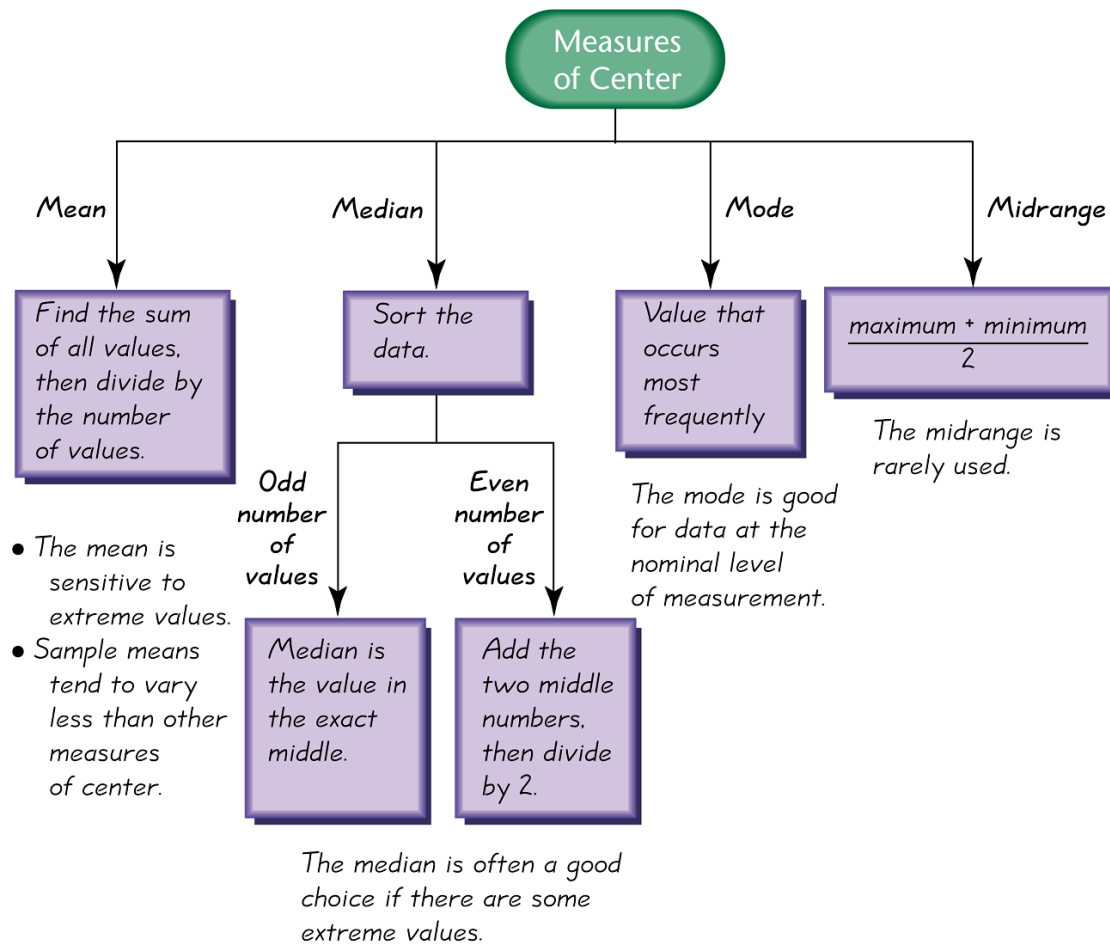 Measures
of Center
Mean
Median
Mode
Midrange
Find the sum
of all values,
then divide by
the number
of values.
Sort the
data.
Value that
occurs
most
frequently
maximum + minimum
2
The midrange is
rarely used.
The mode is good
for data at the
nominal level
of measurement.
Odd
number
of
values
Even
number
of
values
• The mean is
sensitive to
extreme values.
• Sample means
tend to vary
less than other
measures
of center.
Median is
the value in
the exact
middle.
Add the
two middle
numbers,
then divide
by 2.
The median is often a good
choice if there are some
extreme values.